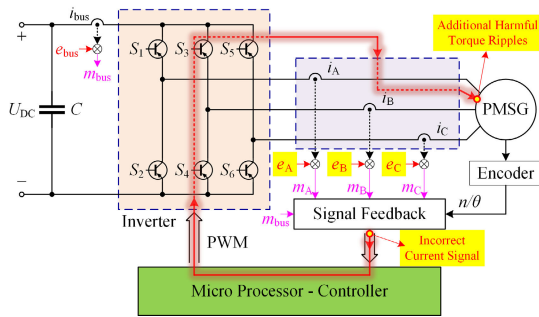 i_bus
Additional Harmful
Torque Ripples
+
S_1
S_3
S_5
e_bus
m_bus
i_A
i_B
i_C
PMSG
U_DC
C
S_2
S_4
S_6
e_A
e_B
e_C
Encoder
−
m_A
m_B
m_C
n/θ
Inverter
m_bus
Signal Feedback
PWM
Incorrect
Current Signal
Micro Processor - Controller